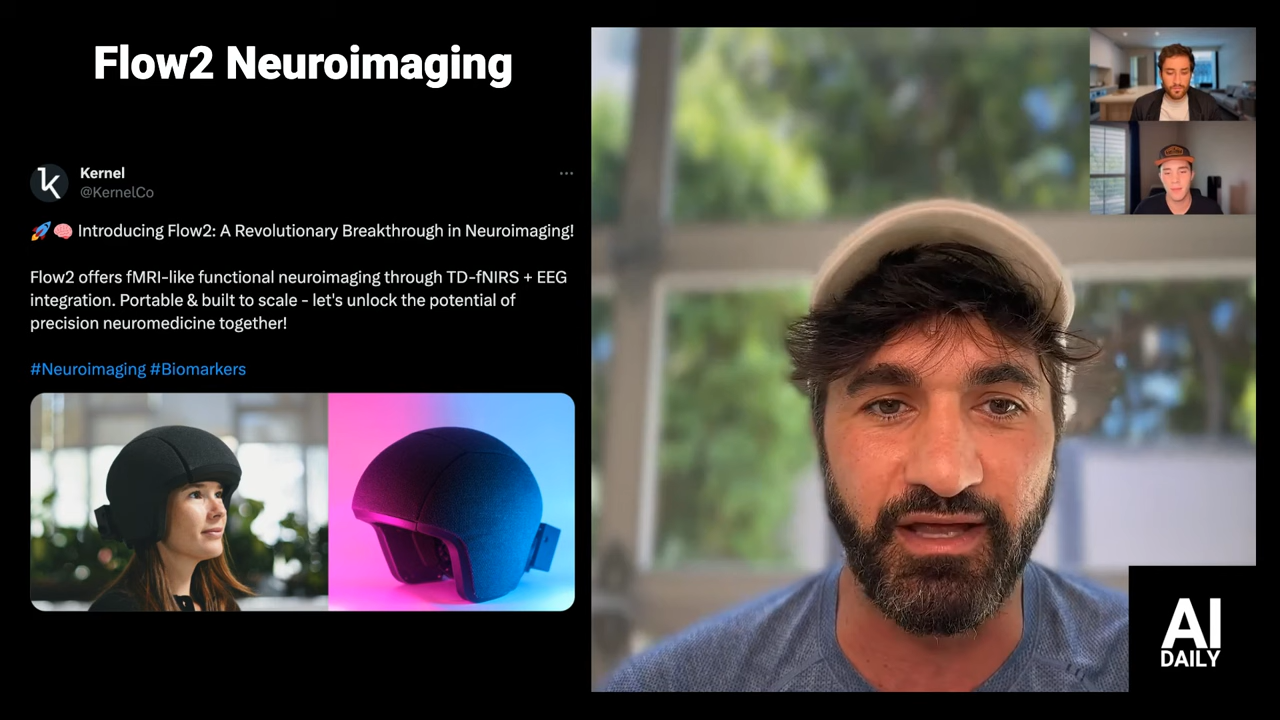 Flow2 Neuroimaging
Kernel
@KernelCo
🚀🧠 Introducing Flow2: A Revolutionary Breakthrough in Neuroimaging!
Flow2 offers fMRI-like functional neuroimaging through TD-fNIRS + EEG
integration. Portable & built to scale - let's unlock the potential of
precision neuromedicine together!
#Neuroimaging #Biomarkers
AI
DAILY